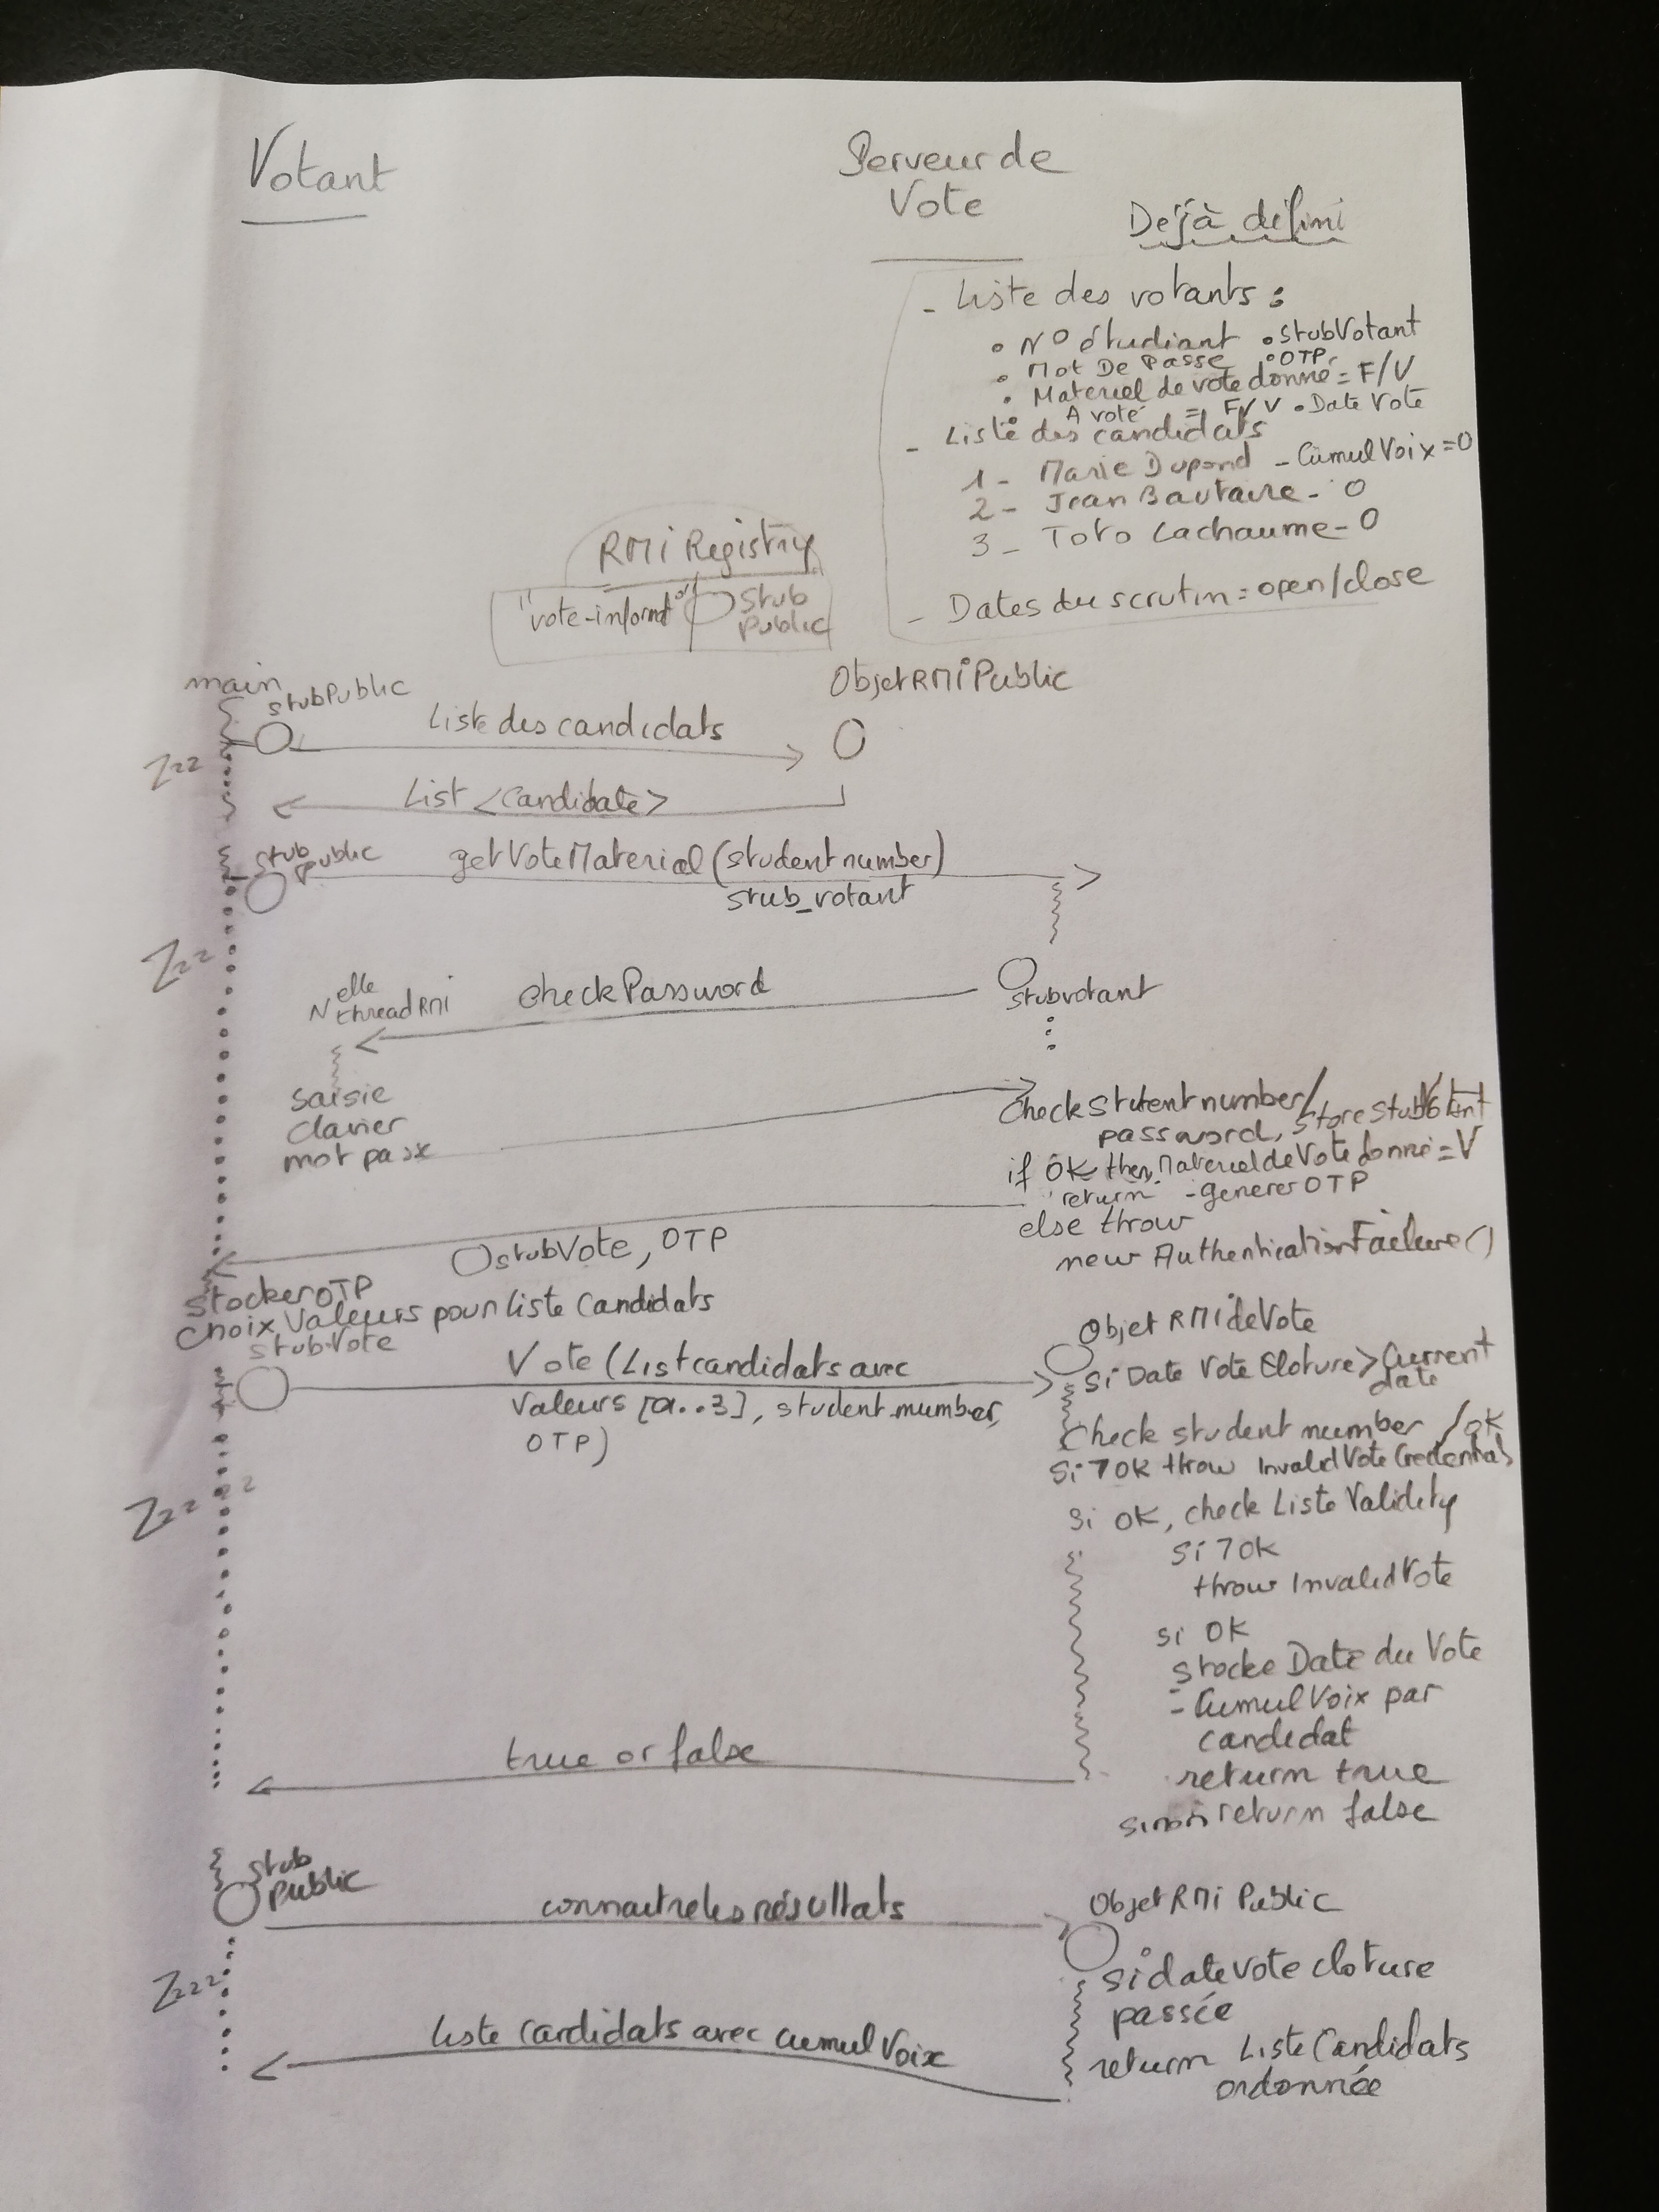 Votant
Serveur de
Vote
Déjà défini
- Liste des votants :
• N° étudiant • StubVotant
• Mot De Passe • OTP
• Materiel de vote donné = F/V
• A voté = F/V • Date Vote
- Liste des candidats
1 - Marie Dupond - CumulVoix = 0
2 - Jean Bautaire - 0
3 - Toto Lachaume - 0
- Dates du scrutin = open/close
RMI Registry
Stub
Public
main
stubPublic
ObjetRMIPublic
Liste des candidats
Zzz
List <Candidate>
stub
public
getVoteMaterial (student number)
stub_votant
Zzz
Nelle
thread RMI
checkPassword
stubvotant
saisie
clavier
mot passe
Check student number/
password, store stubVotant
if OK then Materiel de Vote donné = V
return - generer OTP
else throw
new AuthenticationFailure()
stubVote, OTP
Stocker OTP
Choix Valeurs pour liste Candidats
stubVote
Objet RMI de Vote
Vote (List candidats avec
Valeurs [0..3], student number,
OTP)
Si Date Vote Cloture > Current
date
Check student number / OK
Si 7 OK throw InvalidVoteCredentials
Zzz
Si OK, check Liste Validity
Si 7 OK
throw InvalidVote
si OK
stocke Date du Vote
- CumulVoix par
candidat
return true
sinon return false
true or false
stub
public
connaitre les résultats
ObjetRMI Public
si date vote cloture
passée
Zzzz
return Liste Candidats
ordonnée
liste candidats avec cumul Voix